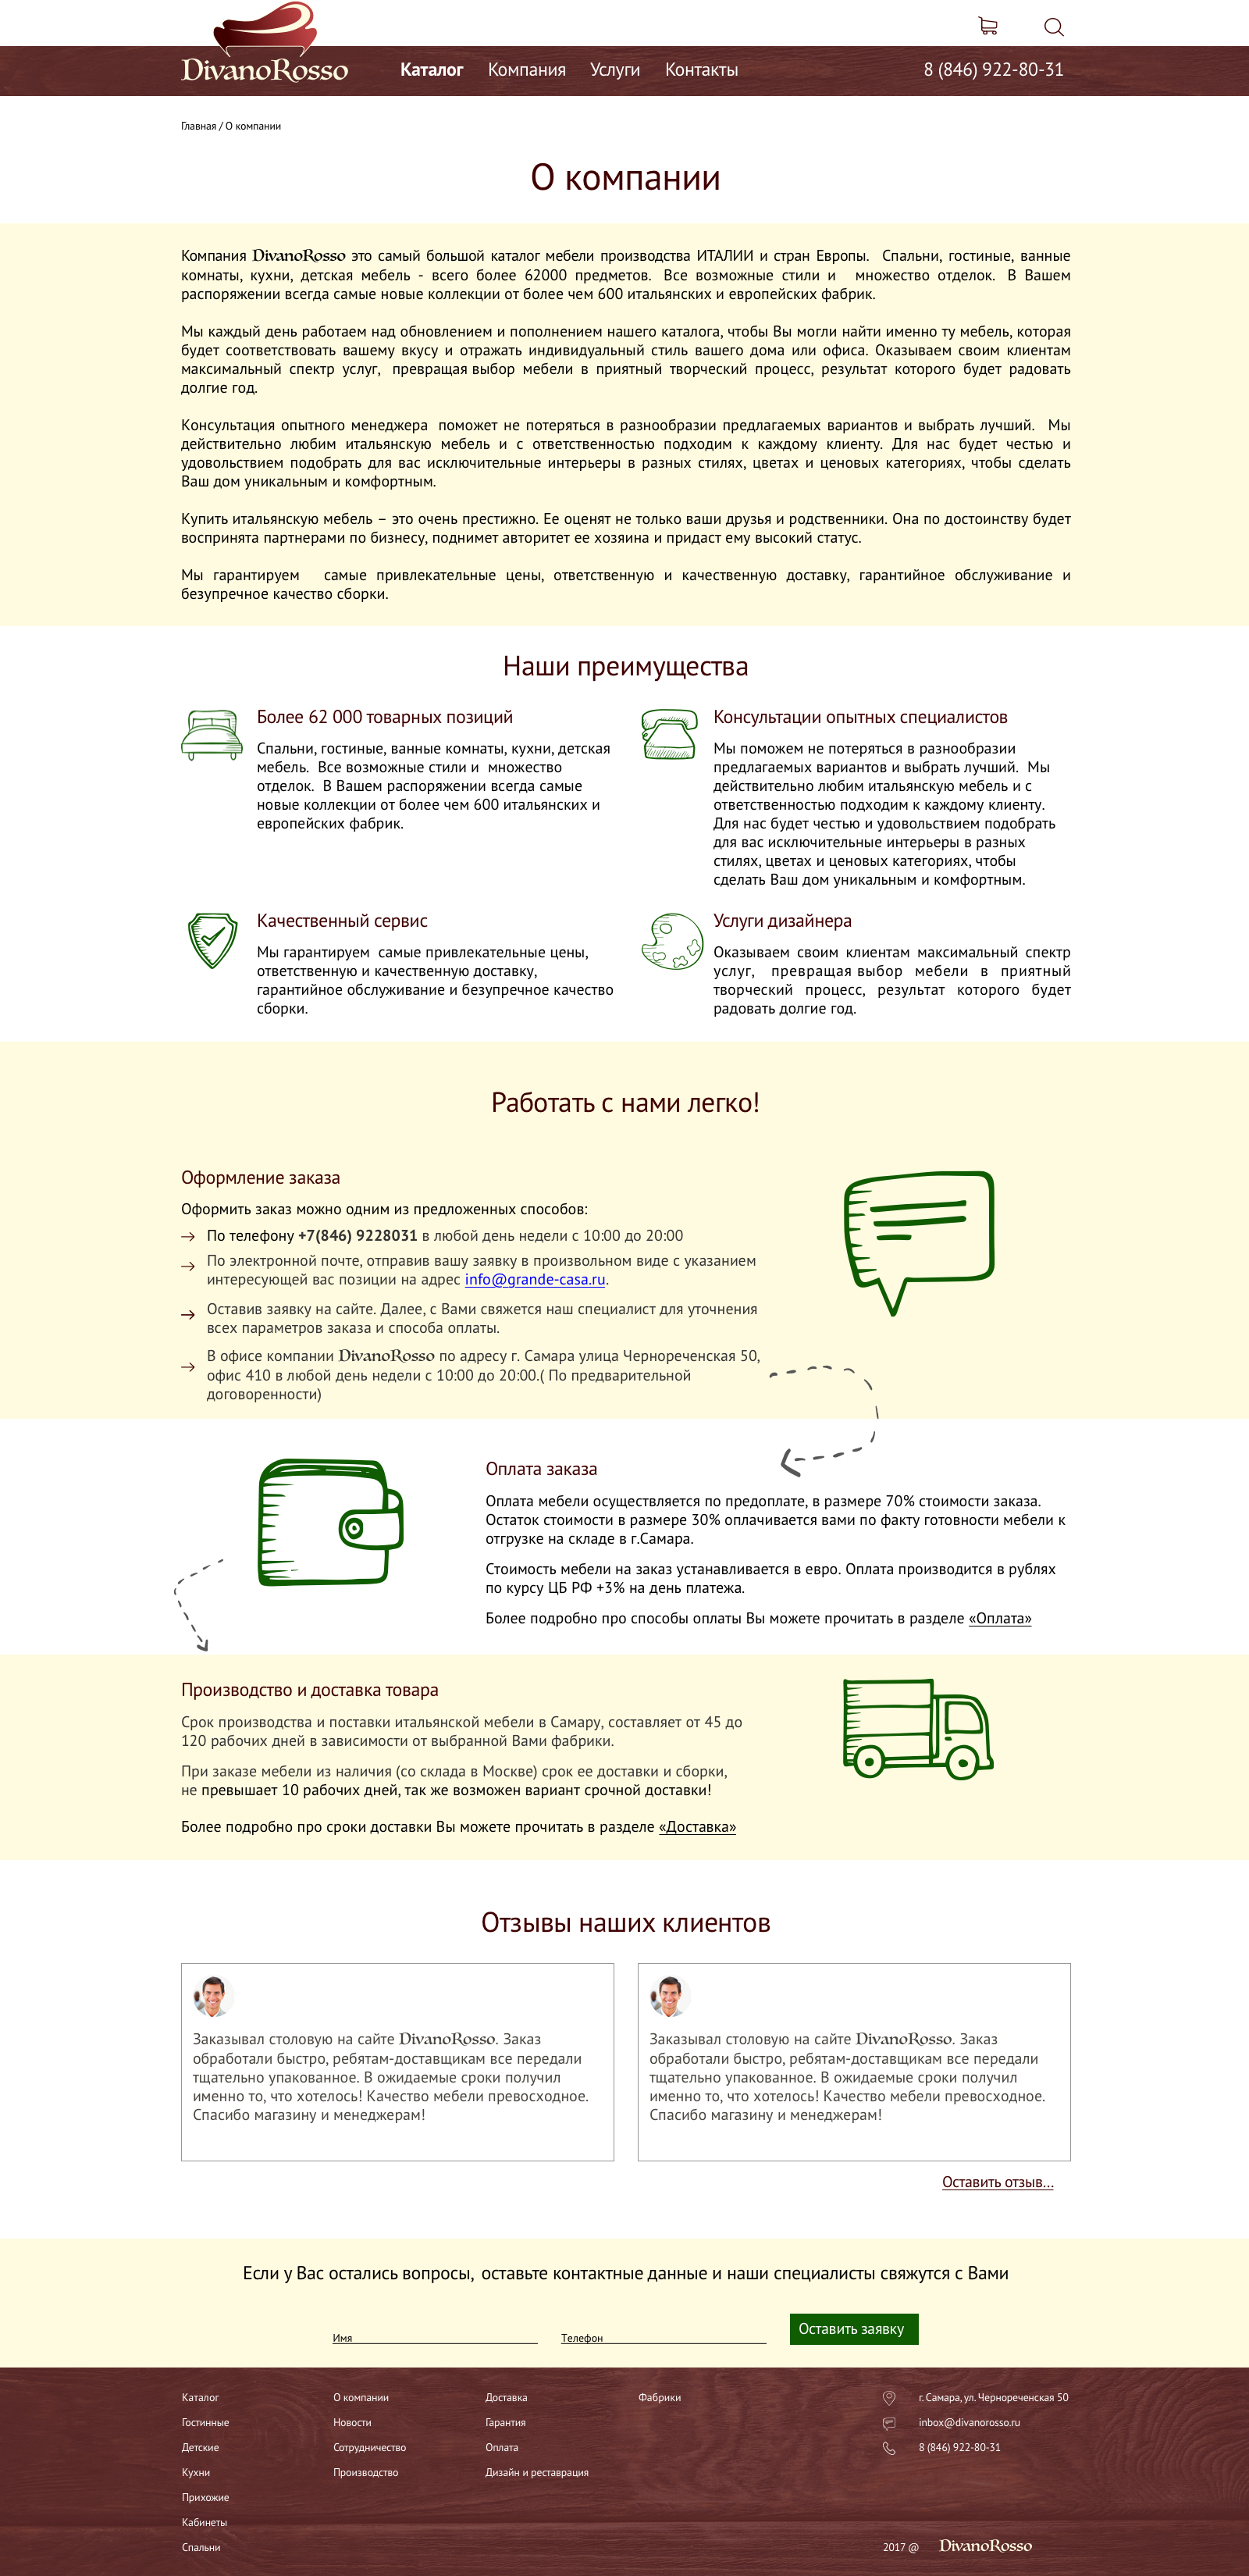 DivanoRosso
Каталог Компания Услуги Контакты 8 (846) 922-80-31
Главная / О компании
О компании
Компания DivanoRosso это самый большой каталог мебели производства ИТАЛИИ и стран Европы. Спальни, гостиные, ванные
комнаты, кухни, детская мебель - всего более 62000 предметов. Все возможные стили и множество отделок. В Вашем
распоряжении всегда самые новые коллекции от более чем 600 итальянских и европейских фабрик.
Мы каждый день работаем над обновлением и пополнением нашего каталога, чтобы Вы могли найти именно ту мебель, которая
будет соответствовать вашему вкусу и отражать индивидуальный стиль вашего дома или офиса. Оказываем своим клиентам
максимальный спектр услуг, превращая выбор мебели в приятный творческий процесс, результат которого будет радовать
долгие год.
Консультация опытного менеджера поможет не потеряться в разнообразии предлагаемых вариантов и выбрать лучший. Мы
действительно любим итальянскую мебель и с ответственностью подходим к каждому клиенту. Для нас будет честью и
удовольствием подобрать для вас исключительные интерьеры в разных стилях, цветах и ценовых категориях, чтобы сделать
Ваш дом уникальным и комфортным.
Купить итальянскую мебель – это очень престижно. Ее оценят не только ваши друзья и родственники. Она по достоинству будет
воспринята партнерами по бизнесу, поднимет авторитет ее хозяина и придаст ему высокий статус.
Мы гарантируем самые привлекательные цены, ответственную и качественную доставку, гарантийное обслуживание и
безупречное качество сборки.
Наши преимущества
Более 62 000 товарных позиций
Спальни, гостиные, ванные комнаты, кухни, детская
мебель. Все возможные стили и множество
отделок. В Вашем распоряжении всегда самые
новые коллекции от более чем 600 итальянских и
европейских фабрик.
Консультации опытных специалистов
Мы поможем не потеряться в разнообразии
предлагаемых вариантов и выбрать лучший. Мы
действительно любим итальянскую мебель и с
ответственностью подходим к каждому клиенту.
Для нас будет честью и удовольствием подобрать
для вас исключительные интерьеры в разных
стилях, цветах и ценовых категориях, чтобы
сделать Ваш дом уникальным и комфортным.
Качественный сервис
Мы гарантируем самые привлекательные цены,
ответственную и качественную доставку,
гарантийное обслуживание и безупречное качество
сборки.
Услуги дизайнера
Оказываем своим клиентам максимальный спектр
услуг, превращая выбор мебели в приятный
творческий процесс, результат которого будет
радовать долгие год.
Работать с нами легко!
Оформление заказа
Оформить заказ можно одним из предложенных способов:
По телефону +7(846) 9228031 в любой день недели с 10:00 до 20:00
По электронной почте, отправив вашу заявку в произвольном виде с указанием
интересующей вас позиции на адрес info@grande-casa.ru.
Оставив заявку на сайте. Далее, с Вами свяжется наш специалист для уточнения
всех параметров заказа и способа оплаты.
В офисе компании DivanoRosso по адресу г. Самара улица Чернореченская 50,
офис 410 в любой день недели с 10:00 до 20:00.( По предварительной
договоренности)
Оплата заказа
Оплата мебели осуществляется по предоплате, в размере 70% стоимости заказа.
Остаток стоимости в размере 30% оплачивается вами по факту готовности мебели к
отгрузке на складе в г.Самара.
Стоимость мебели на заказ устанавливается в евро. Оплата производится в рублях
по курсу ЦБ РФ +3% на день платежа.
Более подробно про способы оплаты Вы можете прочитать в разделе «Оплата»
Производство и доставка товара
Срок производства и поставки итальянской мебели в Самару, составляет от 45 до
120 рабочих дней в зависимости от выбранной Вами фабрики.
При заказе мебели из наличия (со склада в Москве) срок ее доставки и сборки,
не превышает 10 рабочих дней, так же возможен вариант срочной доставки!
Более подробно про сроки доставки Вы можете прочитать в разделе «Доставка»
Отзывы наших клиентов
Заказывал столовую на сайте DivanoRosso. Заказ
обработали быстро, ребятам-доставщикам все передали
тщательно упакованное. В ожидаемые сроки получил
именно то, что хотелось! Качество мебели превосходное.
Спасибо магазину и менеджерам!
Заказывал столовую на сайте DivanoRosso. Заказ
обработали быстро, ребятам-доставщикам все передали
тщательно упакованное. В ожидаемые сроки получил
именно то, что хотелось! Качество мебели превосходное.
Спасибо магазину и менеджерам!
Оставить отзыв...
Если у Вас остались вопросы, оставьте контактные данные и наши специалисты свяжутся с Вами
Имя Телефон Оставить заявку
Каталог О компании Доставка Фабрики г. Самара, ул. Чернореченская 50
Гостинные Новости Гарантия inbox@divanorosso.ru
Детские Сотрудничество Оплата 8 (846) 922-80-31
Кухни Производство Дизайн и реставрация
Прихожие
Кабинеты
Спальни 2017 @ DivanoRosso